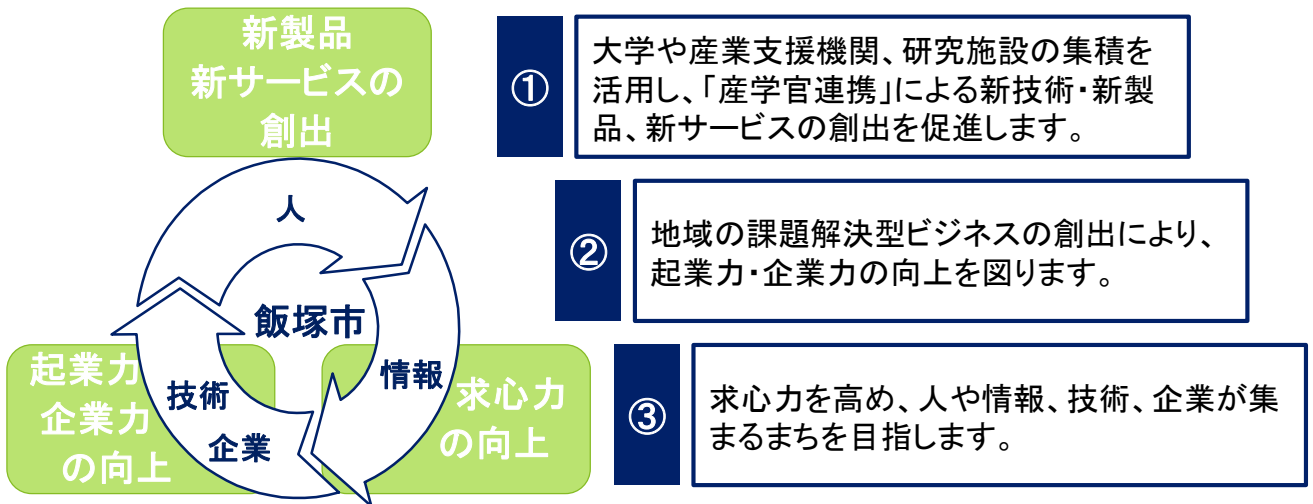 新製品
新サービスの
創出
人
飯塚市
情報
技術
企業
起業力
企業力
の向上
求心力
の向上
①
大学や産業支援機関、研究施設の集積を
活用し、「産学官連携」による新技術・新製
品、新サービスの創出を促進します。
②
地域の課題解決型ビジネスの創出により、
起業力・企業力の向上を図ります。
③
求心力を高め、人や情報、技術、企業が集
まるまちを目指します。